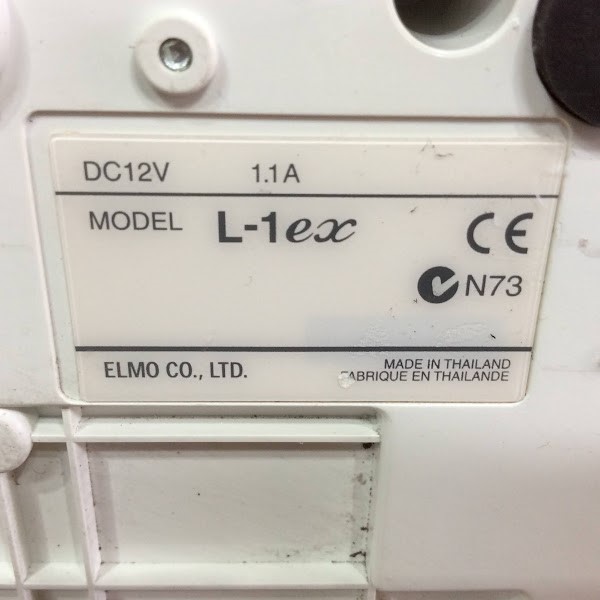 DC12V 1.1A
MODEL L-1ex
CE
N73
ELMO CO., LTD.
MADE IN THAILAND
FABRIQUE EN THAILANDE